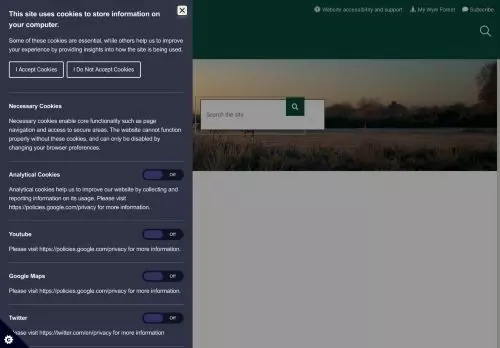 This site uses cookies to store information on
your computer.
Some of these cookies are essential, while others help us to improve
your experience by providing insights into how the site is being used.
I Accept Cookies
I Do Not Accept Cookies
Necessary Cookies
Necessary cookies enable core functionality such as page
navigation and access to secure areas. The website cannot function
properly without these cookies, and can only be disabled by
changing your browser preferences.
Analytical Cookies
Off
Analytical cookies help us to improve our website by collecting and
reporting information on its usage. Please visit
https://policies.google.com/privacy for more information.
Youtube
Off
Please visit https://policies.google.com/privacy for more information.
Google Maps
Off
Please visit https://policies.google.com/privacy for more information.
Twitter
Off
Please visit https://twitter.com/en/privacy for more information
Website accessibility and support
My Wyre Forest
Subscribe
Search the site